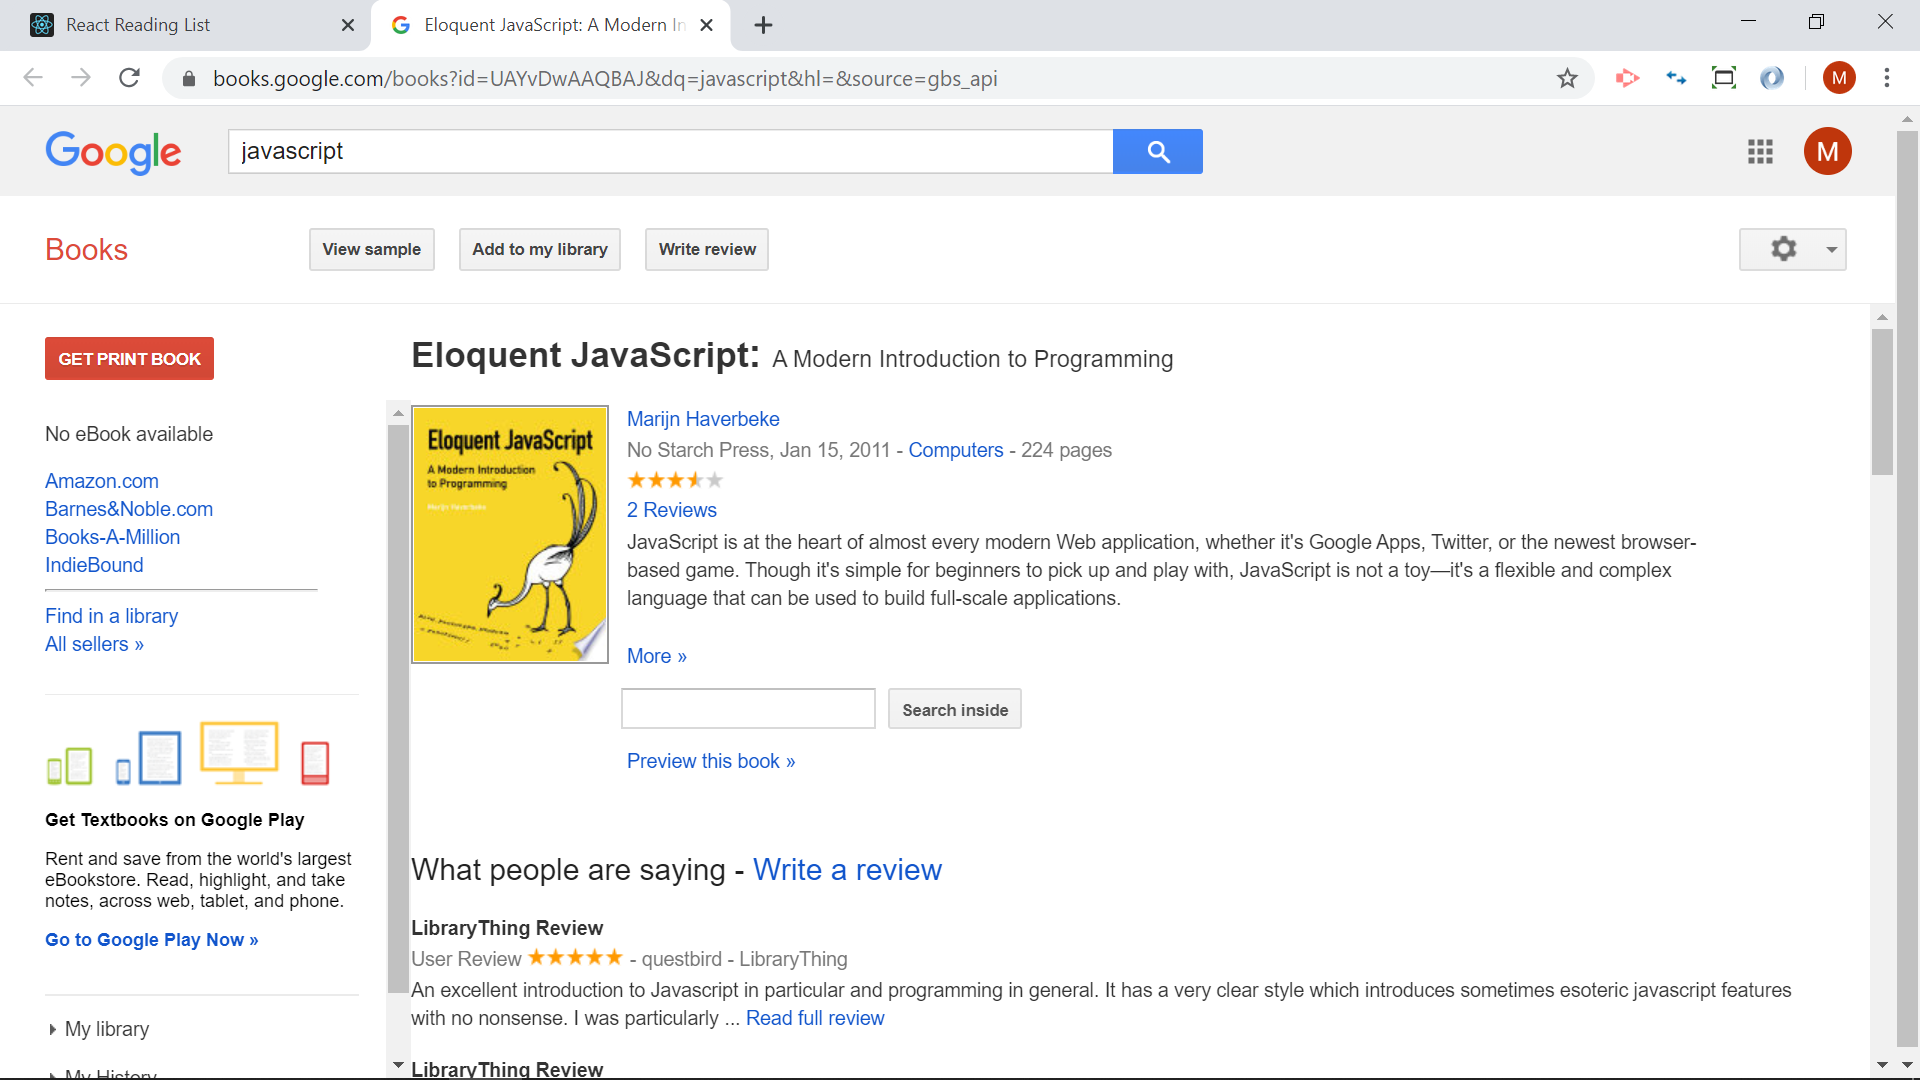 React Reading List
Eloquent JavaScript: A Modern In
books.google.com/books?id=UAYvDwAAQBAJ&dq=javascript&hl=&source=gbs_api
M
Google
javascript
M
Books
View sample
Add to my library
Write review
GET PRINT BOOK
No eBook available
Amazon.com
Barnes&Noble.com
Books-A-Million
IndieBound
Find in a library
All sellers »
Get Textbooks on Google Play
Rent and save from the world's largest
eBookstore. Read, highlight, and take
notes, across web, tablet, and phone.
Go to Google Play Now »
My library
My History
Eloquent JavaScript: A Modern Introduction to Programming
Eloquent JavaScript
A Modern Introduction
to Programming
Marijn Haverbeke
Marijn Haverbeke
No Starch Press, Jan 15, 2011 - Computers - 224 pages
2 Reviews
JavaScript is at the heart of almost every modern Web application, whether it's Google Apps, Twitter, or the newest browser-
based game. Though it's simple for beginners to pick up and play with, JavaScript is not a toy—it's a flexible and complex
language that can be used to build full-scale applications.
More »
Search inside
Preview this book »
What people are saying - Write a review
LibraryThing Review
User Review - questbird - LibraryThing
An excellent introduction to Javascript in particular and programming in general. It has a very clear style which introduces sometimes esoteric javascript features
with no nonsense. I was particularly ... Read full review
LibraryThing Review